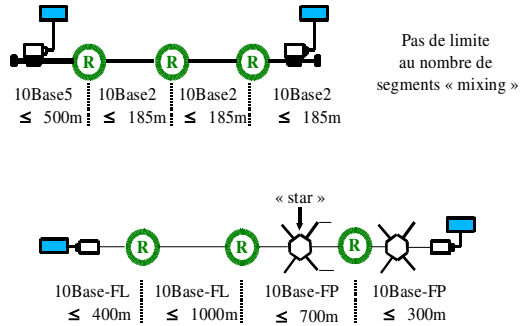 R R R
Pas de limite
au nombre de
segments « mixing »
10Base5 10Base2 10Base2 10Base2
≤ 500m ≤ 185m ≤ 185m ≤ 185m
« star »
R R R
10Base-FL 10Base-FL 10Base-FP 10Base-FP
≤ 400m ≤ 1000m ≤ 700m ≤ 300m